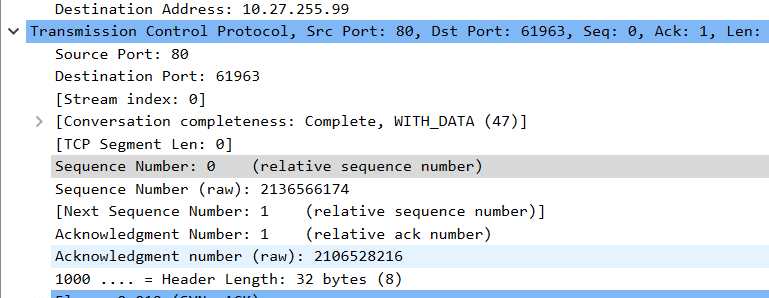 Destination Address: 10.27.255.99
Transmission Control Protocol, Src Port: 80, Dst Port: 61963, Seq: 0, Ack: 1, Len:
Source Port: 80
Destination Port: 61963
[Stream index: 0]
[Conversation completeness: Complete, WITH_DATA (47)]
[TCP Segment Len: 0]
Sequence Number: 0    (relative sequence number)
Sequence Number (raw): 2136566174
[Next Sequence Number: 1    (relative sequence number)]
Acknowledgment Number: 1    (relative ack number)
Acknowledgment number (raw): 2106528216
1000 .... = Header Length: 32 bytes (8)